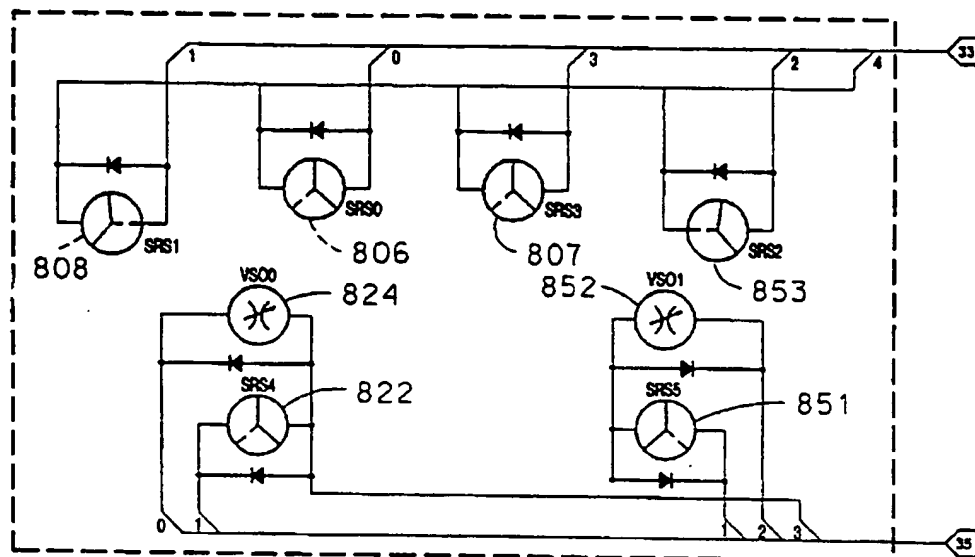 1 0 3 2 4 33
SRS1 SRS0 SRS3 SRS2
808 806 807 853
VSO0 824 852 VSO1
SRS4 822 SRS5 851
0 1 1 2 3 35